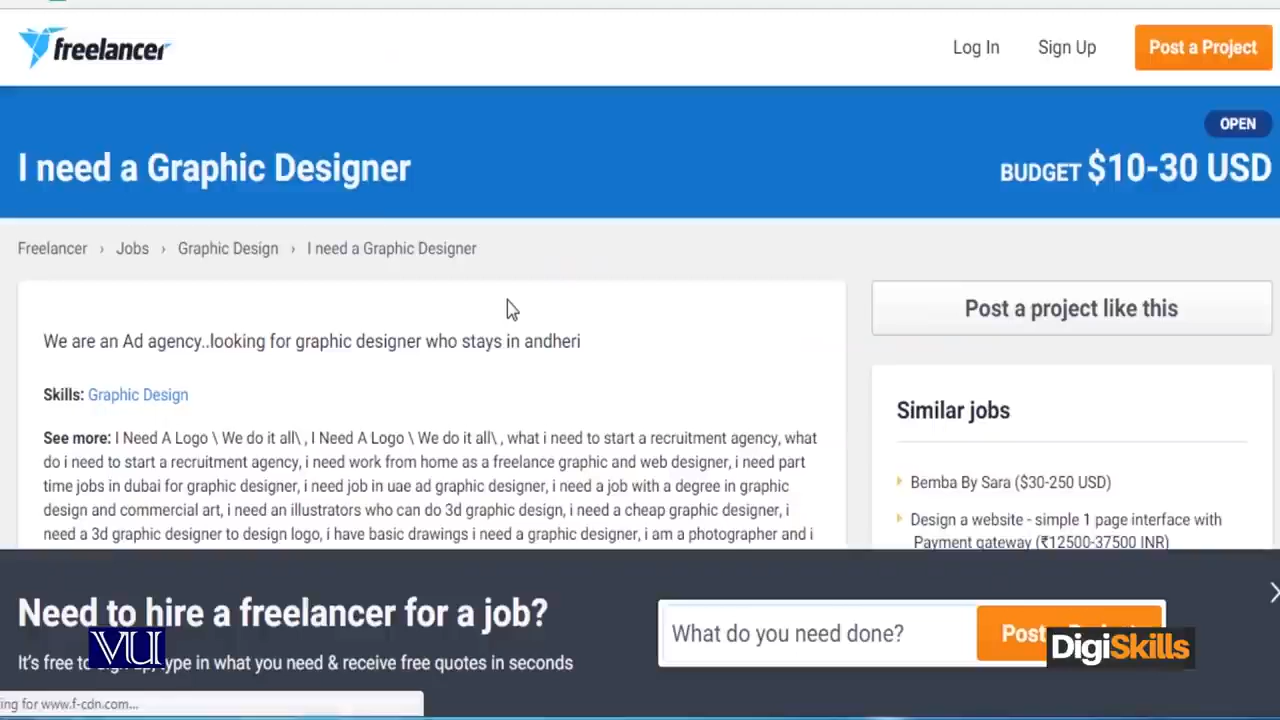 freelancer
Log In
Sign Up
Post a Project
OPEN
I need a Graphic Designer
BUDGET $10-30 USD
Freelancer › Jobs › Graphic Design › I need a Graphic Designer
We are an Ad agency..looking for graphic designer who stays in andheri
Post a project like this
Skills: Graphic Design
See more: I Need A Logo \ We do it all\ , I Need A Logo \ We do it all\ , what i need to start a recruitment agency, what
do i need to start a recruitment agency, i need work from home as a freelance graphic and web designer, i need part
time jobs in dubai for graphic designer, i need job in uae ad graphic designer, i need a job with a degree in graphic
design and commercial art, i need an illustrators who can do 3d graphic design, i need a cheap graphic designer, i
need a 3d graphic designer to design logo, i have basic drawings i need a graphic designer, i am a photographer and i
Similar jobs
Bemba By Sara ($30-250 USD)
Design a website - simple 1 page interface with
Payment gateway (₹12500-37500 INR)
Need to hire a freelancer for a job?
It's free to sign up, type in what you need & receive free quotes in seconds
What do you need done?
Post
VU
DigiSkills
ing for www.f-cdn.com...